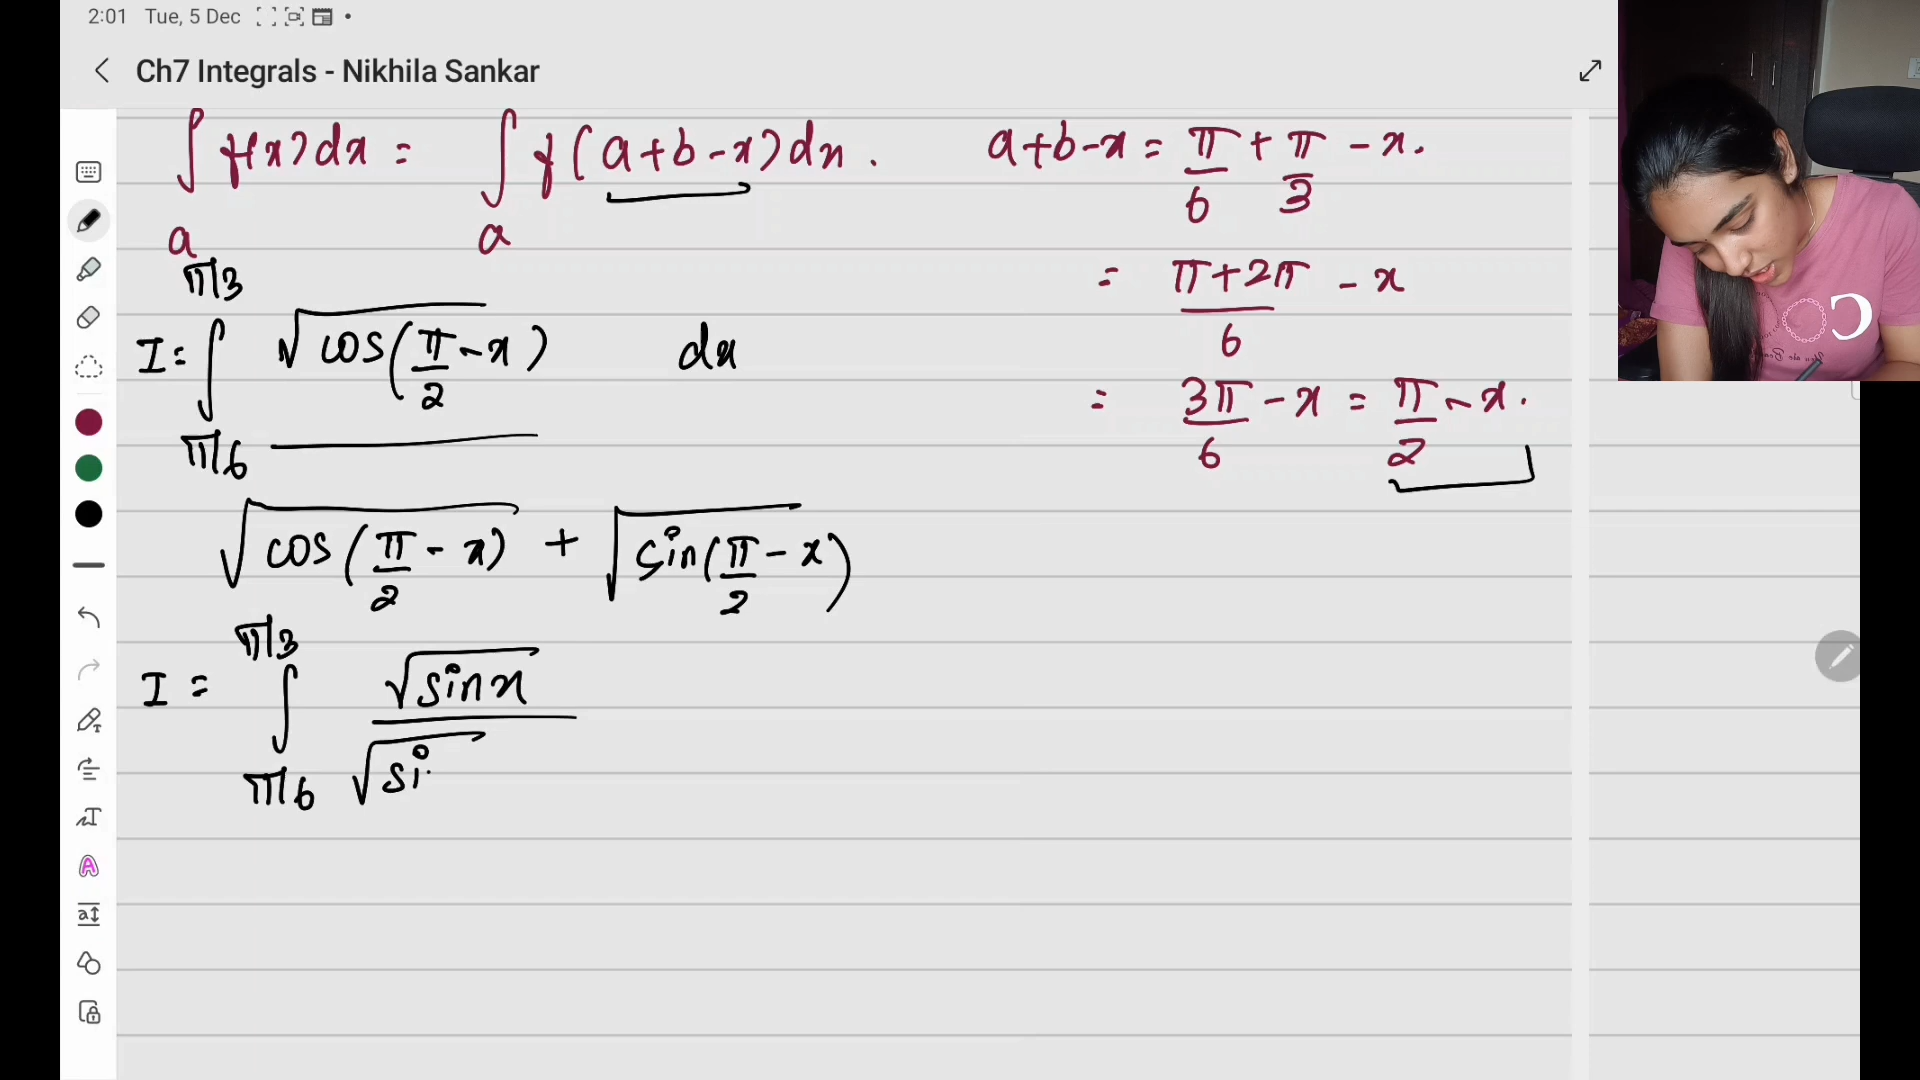 2:01 Tue, 5 Dec
Ch7 Integrals - Nikhila Sankar
∫ f(x) dx = ∫ f(a+b-x) dx .
a a
a+b-x = π/6 + π/3 - x.
= (π+2π)/6 - x
= 3π/6 - x = π/2 - x.
π/3
I = ∫ √cos(π/2 - x) dx
π/6
√cos(π/2 - x) + √sin(π/2 - x)
π/3
I = ∫ √sin x
π/6 √si